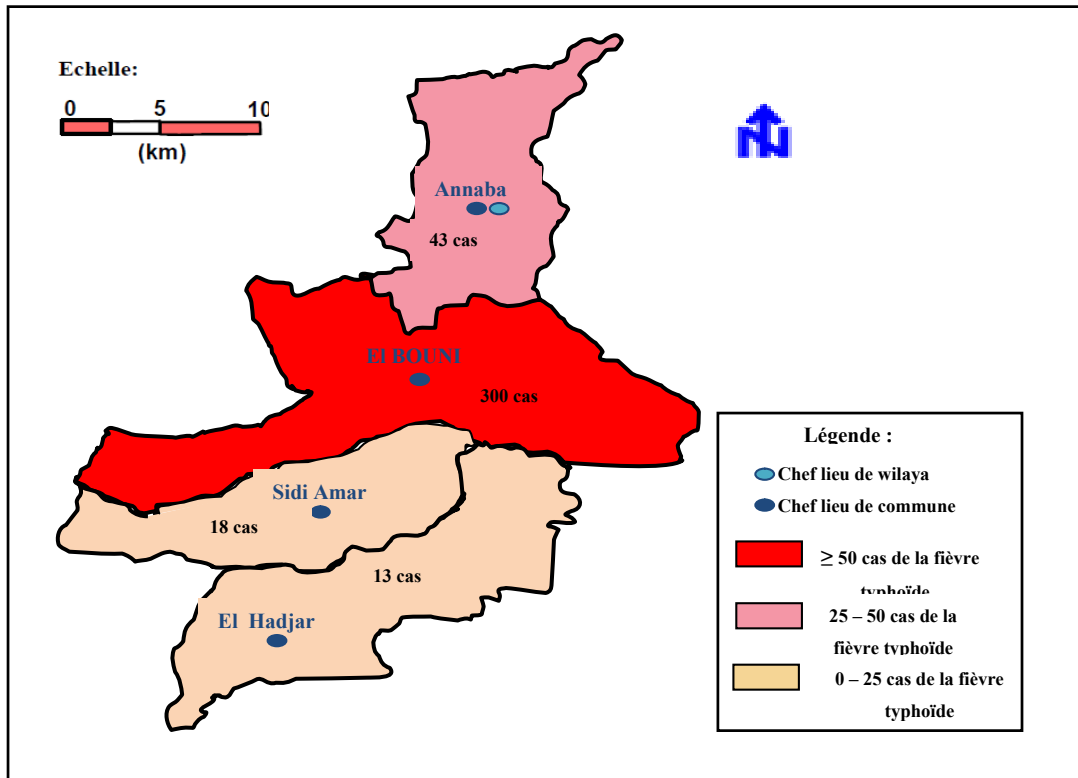 Echelle:
0 5 10
(km)
N
Annaba
43 cas
El BOUNI
300 cas
Sidi Amar
18 cas
13 cas
El Hadjar
Légende :
Chef lieu de wilaya
Chef lieu de commune
≥ 50 cas de la fièvre
typhoïde
25 – 50 cas de la
fièvre typhoïde
0 – 25 cas de la fièvre
typhoïde